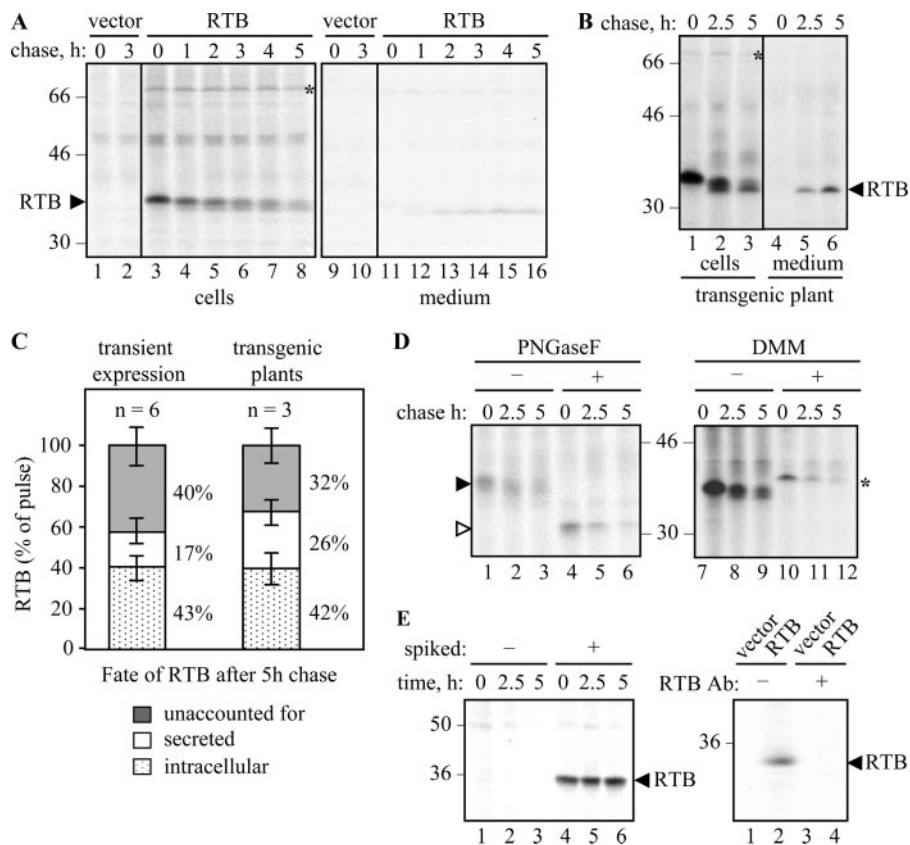 A
vector RTB vector RTB
chase, h: 0 3 0 1 2 3 4 5 0 3 0 1 2 3 4 5
66
*
46
RTB
30
1 2 3 4 5 6 7 8 9 10 11 12 13 14 15 16
cells medium
B
chase, h: 0 2.5 5 0 2.5 5
66
*
46
RTB
30
1 2 3 4 5 6
cells medium
transgenic plant
C
transient expression
transgenic plants
n = 6 n = 3
RTB (% of pulse)
100
80
60
40
20
0
40%
17%
43%
32%
26%
42%
Fate of RTB after 5h chase
unaccounted for
secreted
intracellular
D
PNGaseF DMM
– + – +
chase h: 0 2.5 5 0 2.5 5 0 2.5 5 0 2.5 5
46
*
30
1 2 3 4 5 6 7 8 9 10 11 12
E
spiked: – +
time, h: 0 2.5 5 0 2.5 5
50
36
RTB
1 2 3 4 5 6
vector RTB vector RTB
RTB Ab: – +
36
RTB
1 2 3 4